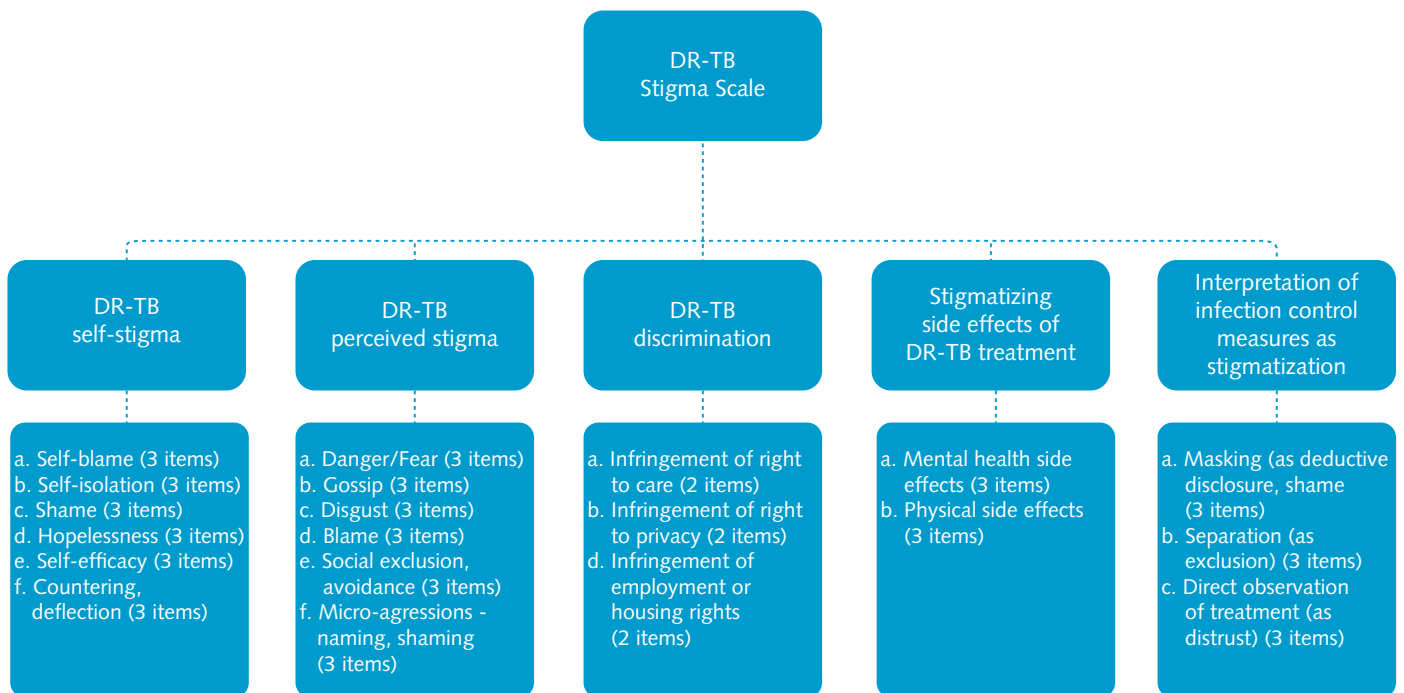 DR-TB
Stigma Scale
DR-TB
self-stigma
DR-TB
perceived stigma
DR-TB
discrimination
Stigmatizing
side effects of
DR-TB treatment
Interpretation of
infection control
measures as
stigmatization
a. Self-blame (3 items)
b. Self-isolation (3 items)
c. Shame (3 items)
d. Hopelessness (3 items)
e. Self-efficacy (3 items)
f. Countering,
deflection (3 items)
a. Danger/Fear (3 items)
b. Gossip (3 items)
c. Disgust (3 items)
d. Blame (3 items)
e. Social exclusion,
avoidance (3 items)
f. Micro-agressions -
naming, shaming
(3 items)
a. Infringement of right
to care (2 items)
b. Infringement of right
to privacy (2 items)
d. Infringement of
employment or
housing rights
(2 items)
a. Mental health side
effects (3 items)
b. Physical side effects
(3 items)
a. Masking (as deductive
disclosure, shame
(3 items)
b. Separation (as
exclusion) (3 items)
c. Direct observation
of treatment (as
distrust) (3 items)